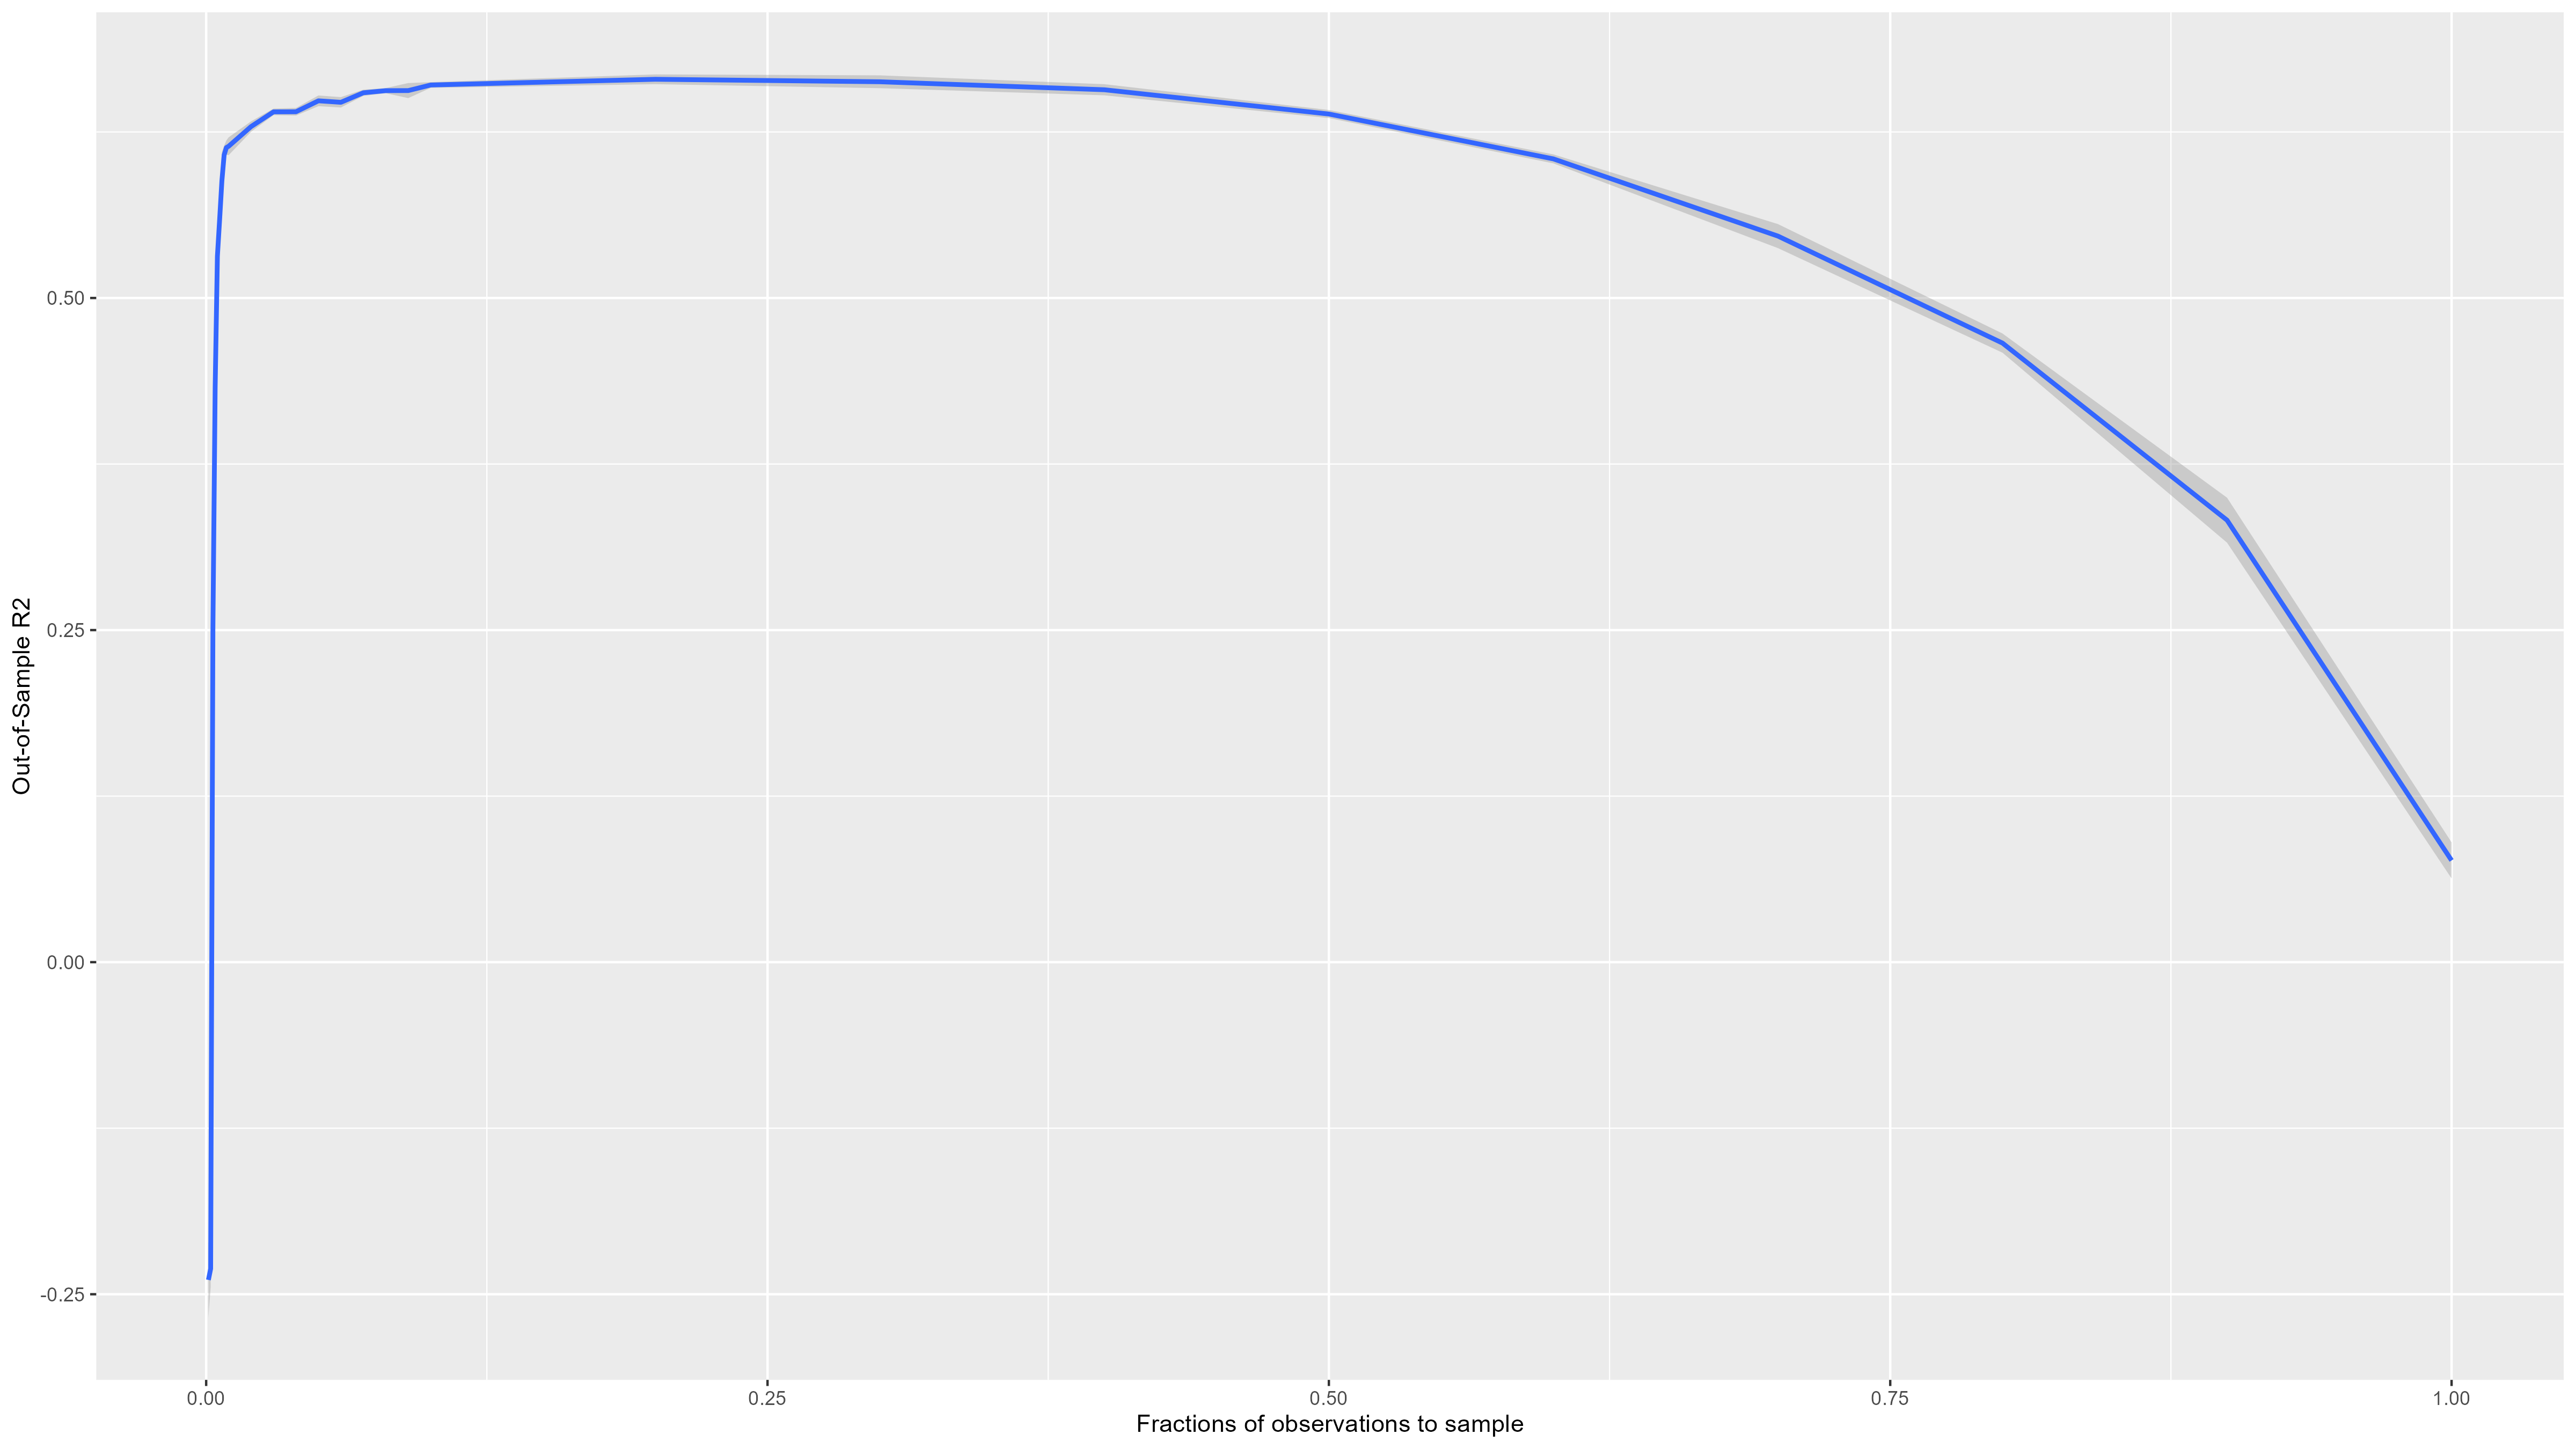 Out-of-Sample R2
0.50
0.25
0.00
-0.25
0.00 0.25 0.50 0.75 1.00
Fractions of observations to sample